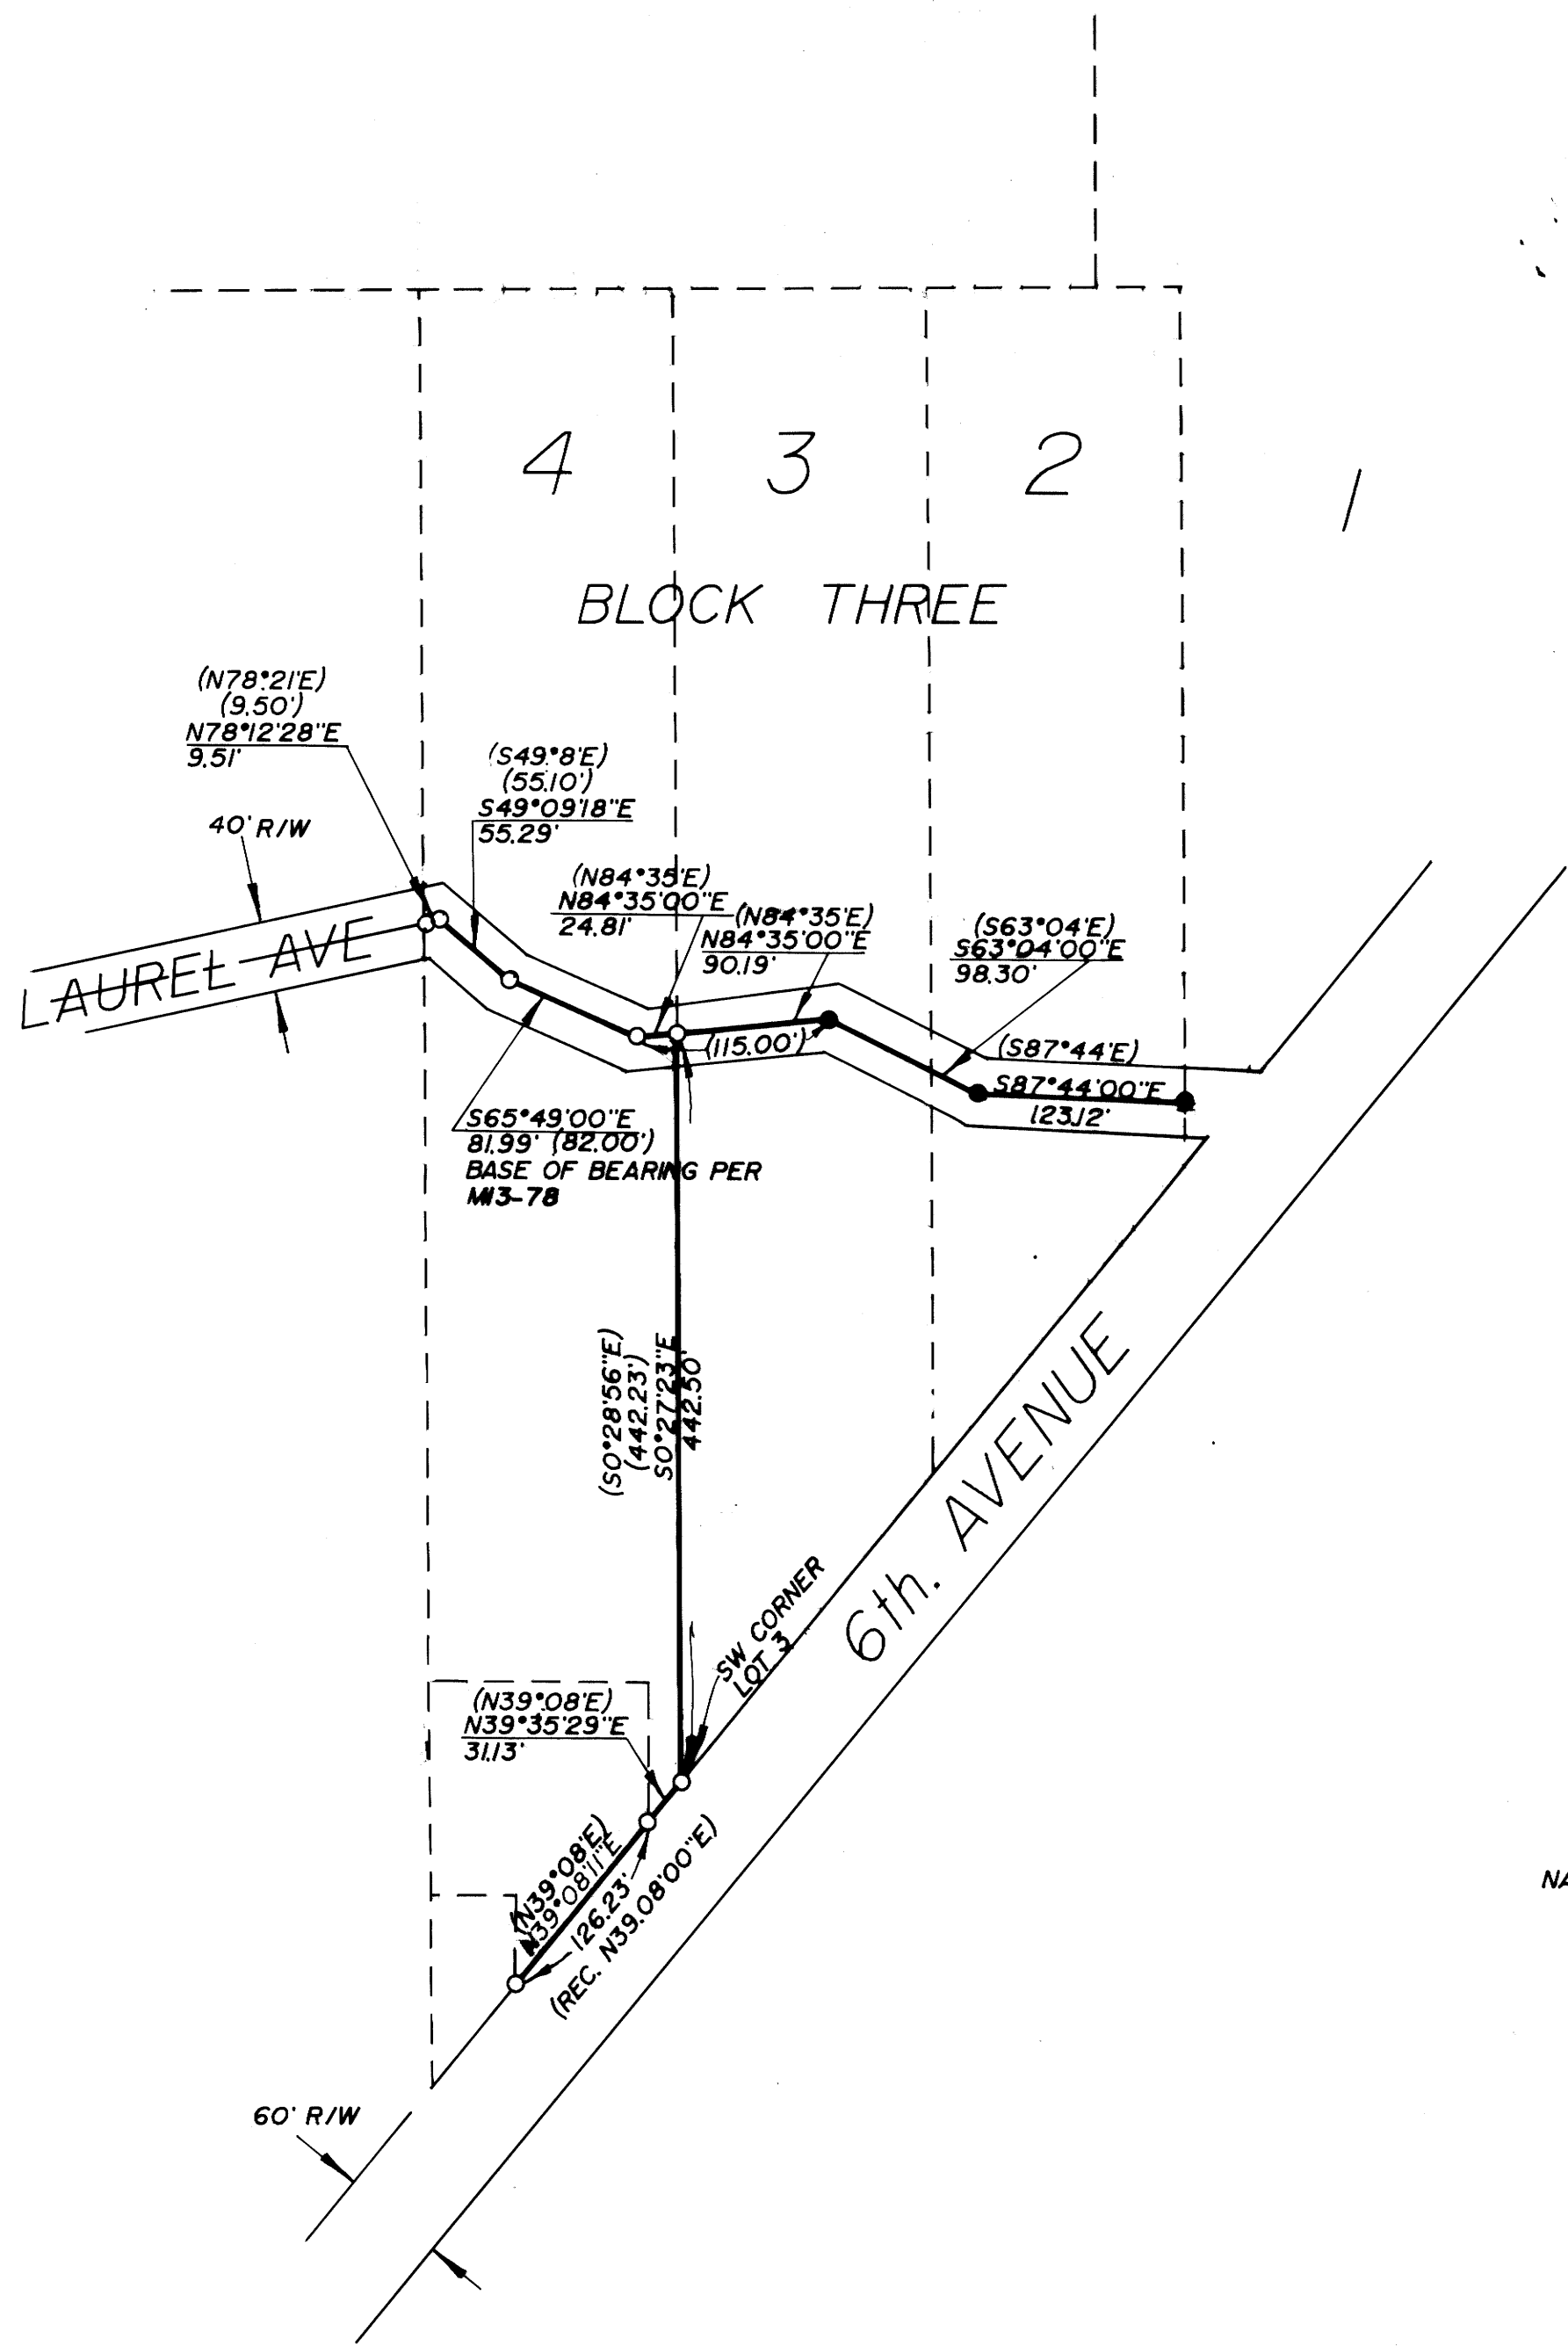 4
3
2
1
BLOCK THREE
(N78°21'E)
(9.50')
N78°12'28"E
9.51'
(S49°8'E)
(55.10')
S49°09'18"E
55.29'
40' R/W
(N84°35'E)
N84°35'00"E
24.81'
(N84°35'E)
N84°35'00"E
90.19'
(S63°04'E)
S63°04'00"E
98.30'
LAUREL AVE
(115.00')
(S87°44'E)
S87°44'00"E
123.12'
S65°49'00"E
81.99' (82.00')
BASE OF BEARING PER
M13-78
(S0°28'56"E)
(442.23')
S0°27'23"E
442.50'
6th. AVENUE
SW CORNER
LOT 3
(N39°08'E)
N39°35'29"E
31.13'
(N39°08'E)
N39°08'11"E
126.23'
(REC. N39.08'00"E)
60' R/W
NA